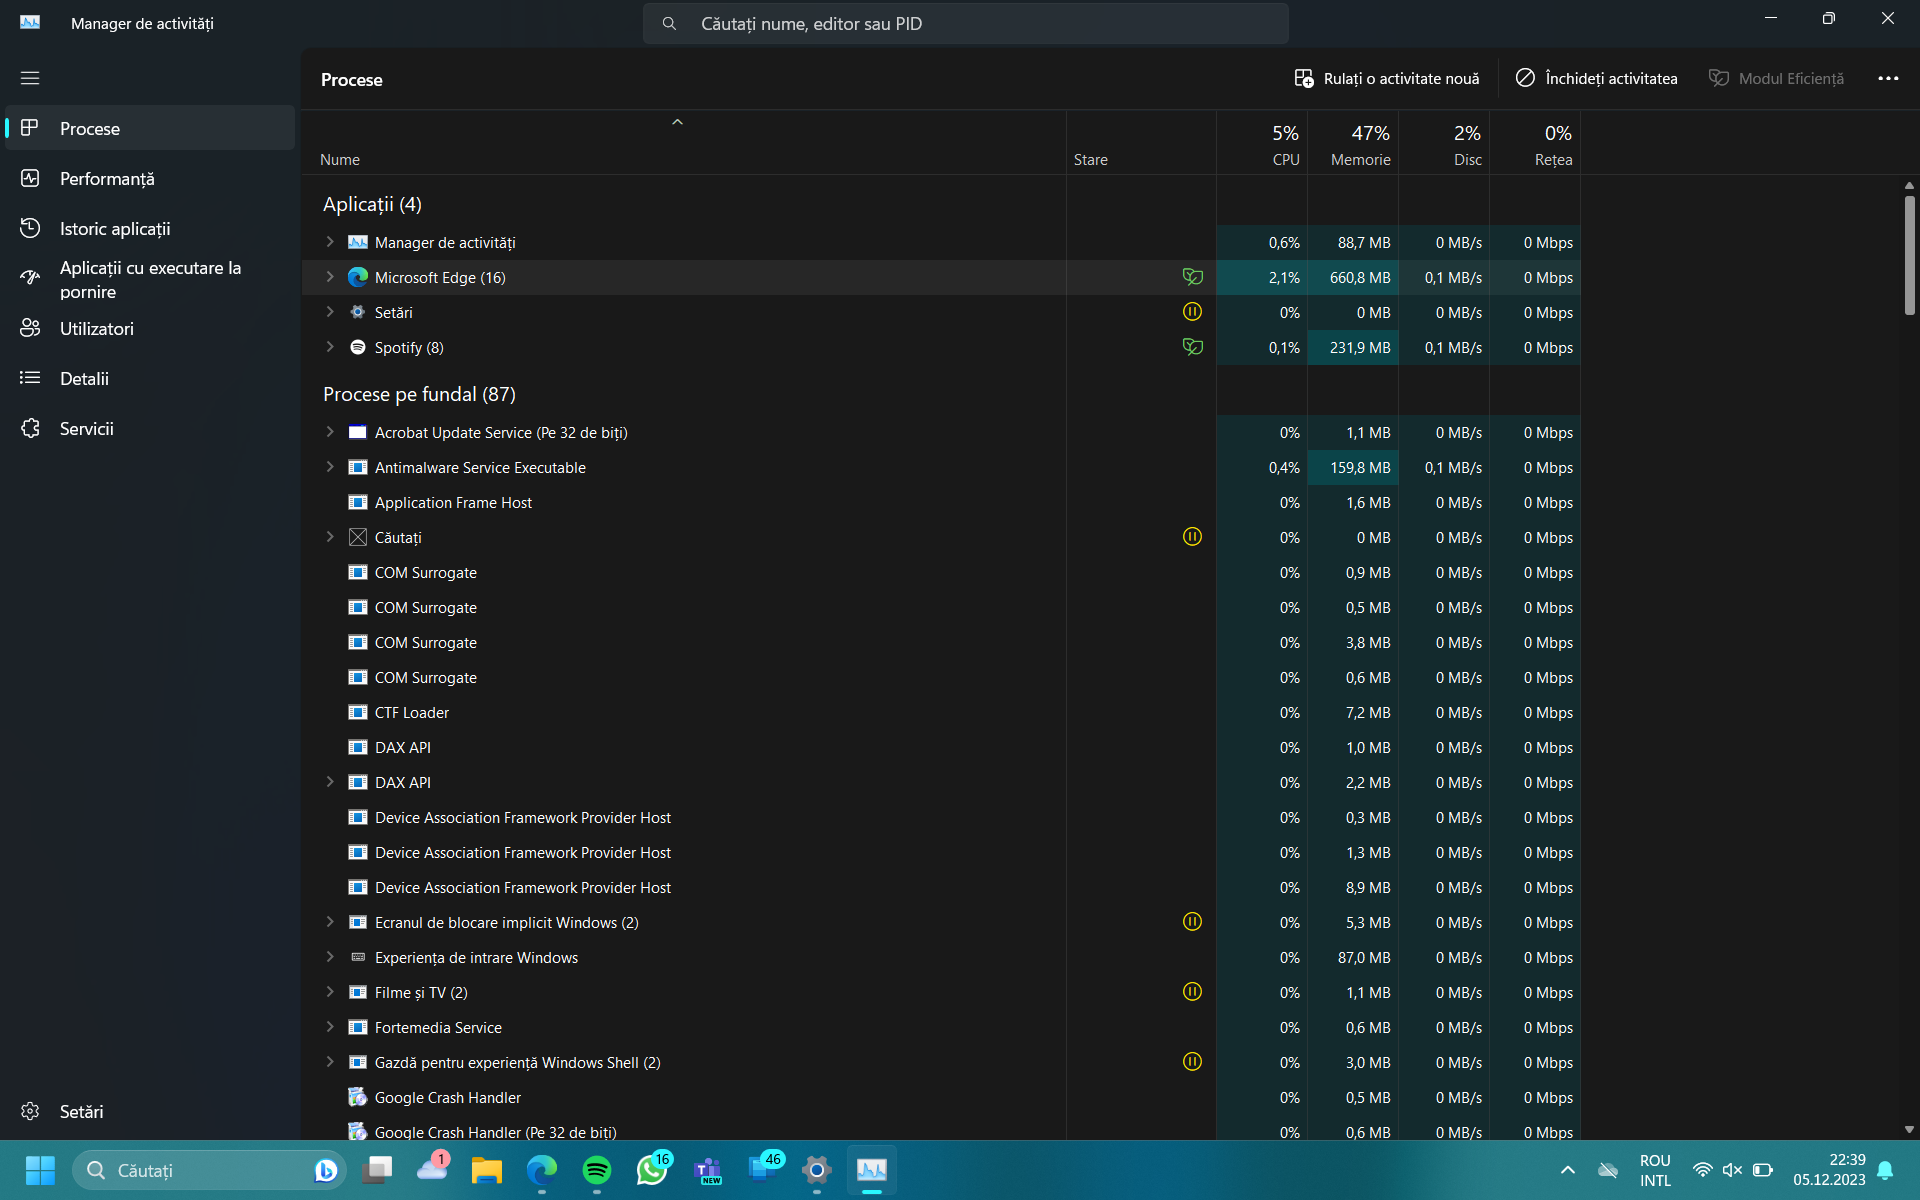 Manager de activități
Căutați nume, editor sau PID
Procese
Rulați o activitate nouă
Închideți activitatea
Modul Eficiență
Procese
Performanță
Istoric aplicații
Aplicații cu executare la
pornire
Utilizatori
Detalii
Servicii
Setări
5% 47% 2% 0%
Nume Stare CPU Memorie Disc Rețea
Aplicații (4)
Manager de activități 0,6% 88,7 MB 0 MB/s 0 Mbps
Microsoft Edge (16) 2,1% 660,8 MB 0,1 MB/s 0 Mbps
Setări 0% 0 MB 0 MB/s 0 Mbps
Spotify (8) 0,1% 231,9 MB 0,1 MB/s 0 Mbps
Procese pe fundal (87)
Acrobat Update Service (Pe 32 de biți) 0% 1,1 MB 0 MB/s 0 Mbps
Antimalware Service Executable 0,4% 159,8 MB 0,1 MB/s 0 Mbps
Application Frame Host 0% 1,6 MB 0 MB/s 0 Mbps
Căutați 0% 0 MB 0 MB/s 0 Mbps
COM Surrogate 0% 0,9 MB 0 MB/s 0 Mbps
COM Surrogate 0% 0,5 MB 0 MB/s 0 Mbps
COM Surrogate 0% 3,8 MB 0 MB/s 0 Mbps
COM Surrogate 0% 0,6 MB 0 MB/s 0 Mbps
CTF Loader 0% 7,2 MB 0 MB/s 0 Mbps
DAX API 0% 1,0 MB 0 MB/s 0 Mbps
DAX API 0% 2,2 MB 0 MB/s 0 Mbps
Device Association Framework Provider Host 0% 0,3 MB 0 MB/s 0 Mbps
Device Association Framework Provider Host 0% 1,3 MB 0 MB/s 0 Mbps
Device Association Framework Provider Host 0% 8,9 MB 0 MB/s 0 Mbps
Ecranul de blocare implicit Windows (2) 0% 5,3 MB 0 MB/s 0 Mbps
Experiența de intrare Windows 0% 87,0 MB 0 MB/s 0 Mbps
Filme și TV (2) 0% 1,1 MB 0 MB/s 0 Mbps
Fortemedia Service 0% 0,6 MB 0 MB/s 0 Mbps
Gazdă pentru experiență Windows Shell (2) 0% 3,0 MB 0 MB/s 0 Mbps
Google Crash Handler 0% 0,5 MB 0 MB/s 0 Mbps
Google Crash Handler (Pe 32 de biți) 0% 0,6 MB 0 MB/s 0 Mbps
Căutați
1
16
NEW
46
ROU
INTL
22:39
05.12.2023